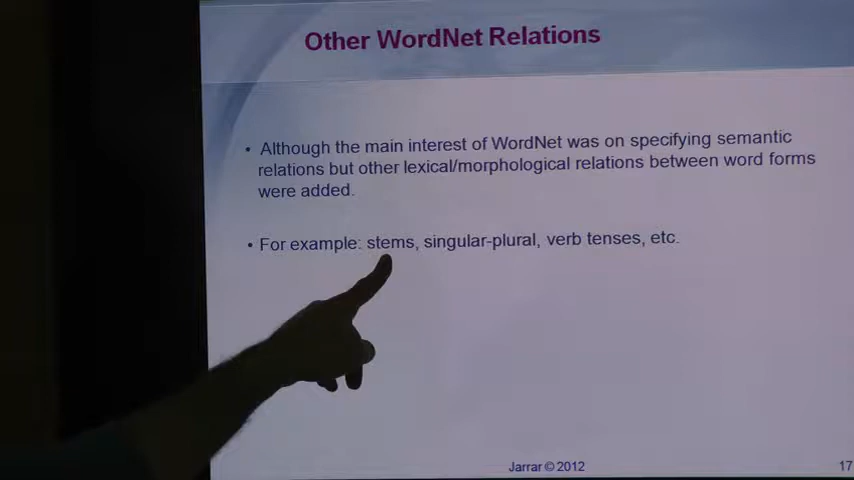 Other WordNet Relations
• Although the main interest of WordNet was on specifying semantic
relations but other lexical/morphological relations between word forms
were added.
• For example: stems, singular-plural, verb tenses, etc.
Jarrar © 2012
17